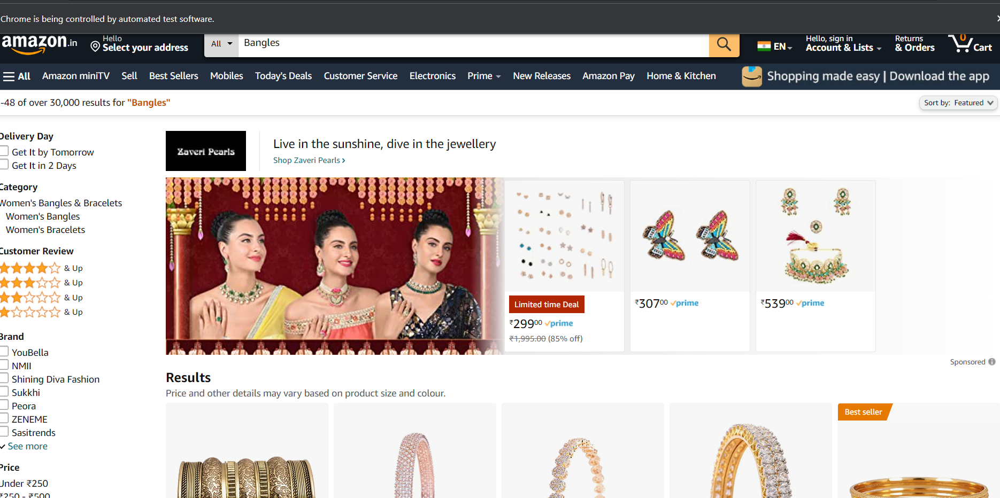 Chrome is being controlled by automated test software.
amazon.in
Hello
Select your address
All
Bangles
EN
Hello, sign in
Account & Lists
Returns
& Orders
0
Cart
All
Amazon miniTV
Sell
Best Sellers
Mobiles
Today's Deals
Customer Service
Electronics
Prime
New Releases
Amazon Pay
Home & Kitchen
Shopping made easy | Download the app
-48 of over 30,000 results for "Bangles"
Sort by: Featured
Delivery Day
Get It by Tomorrow
Get It in 2 Days
Category
Women's Bangles & Bracelets
Women's Bangles
Women's Bracelets
Customer Review
& Up
& Up
& Up
& Up
Brand
YouBella
NMII
Shining Diva Fashion
Sukkhi
Peora
ZENEME
Sasitrends
See more
Price
Under ₹250
₹250 - ₹500
Zaveri Pearls
Live in the sunshine, dive in the jewellery
Shop Zaveri Pearls ›
Limited time Deal
₹29900 prime
₹1,995.00 (85% off)
₹30700 prime
₹53900 prime
Sponsored
Results
Price and other details may vary based on product size and colour.
Best seller